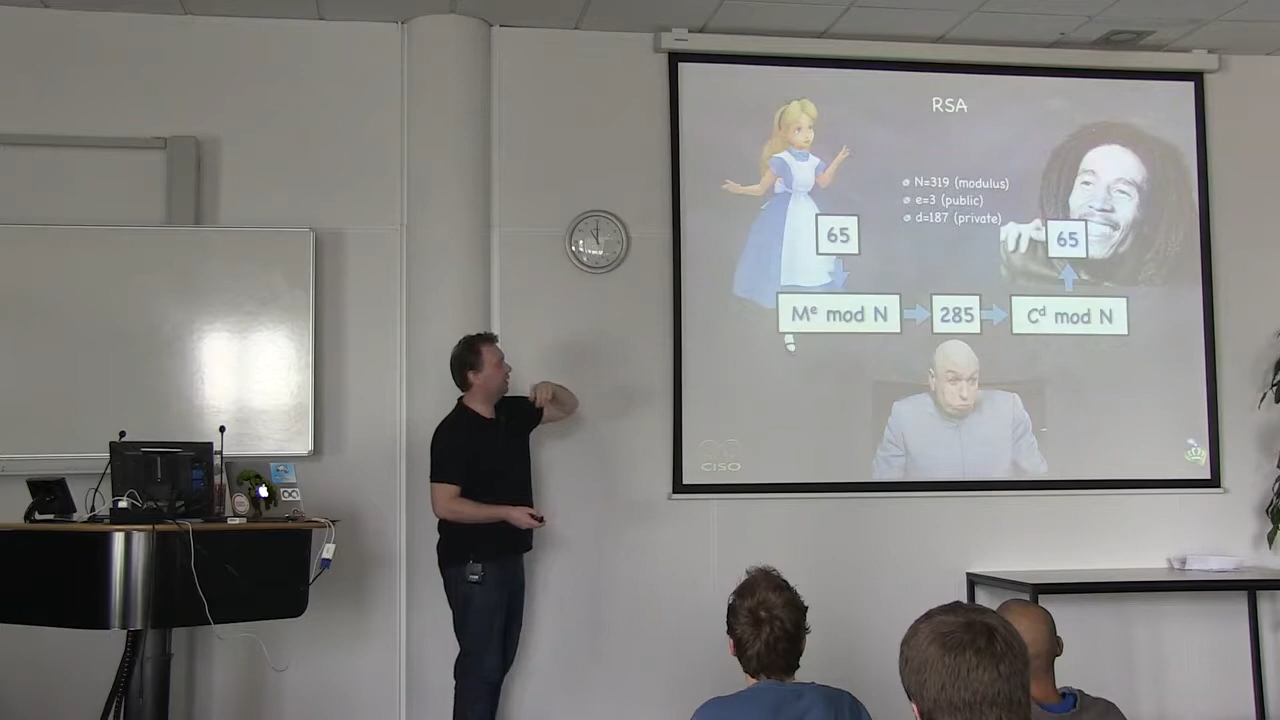 RSA
N=319 (modulus)
e=3 (public)
d=187 (private)
65
65
Mᵉ mod N
285
Cᵈ mod N
CISO